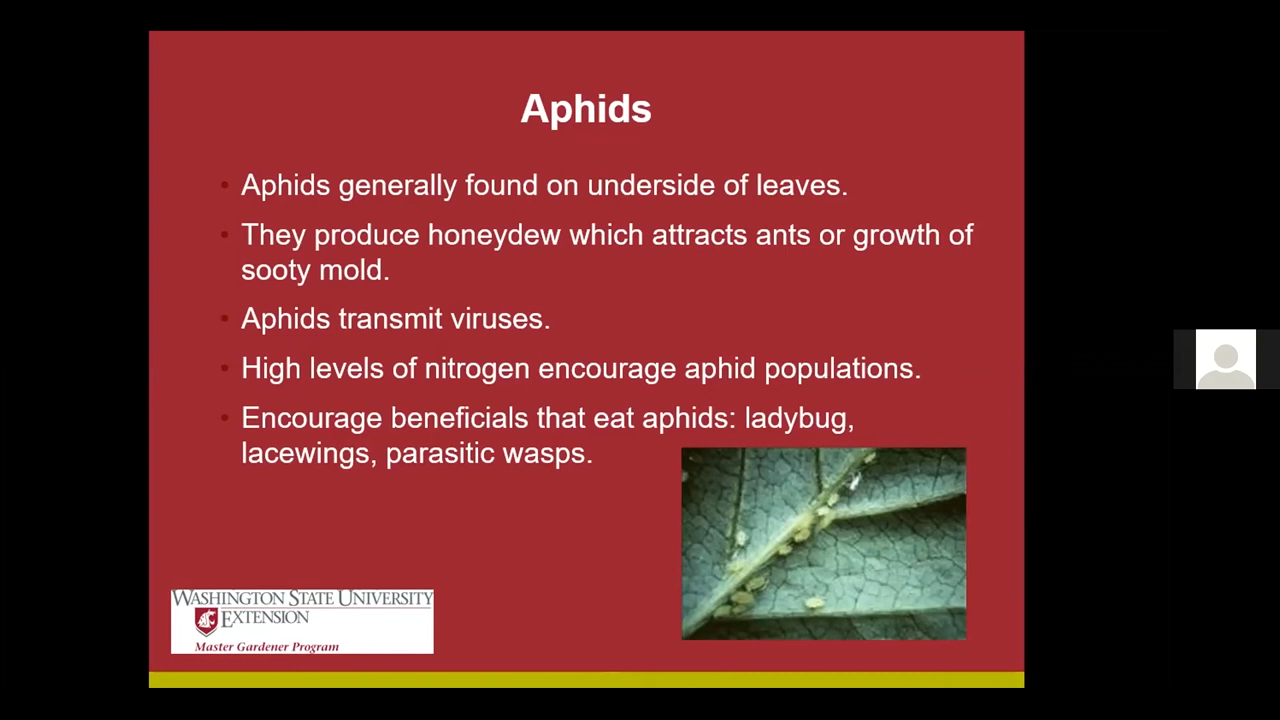 Aphids
• Aphids generally found on underside of leaves.
• They produce honeydew which attracts ants or growth of
sooty mold.
• Aphids transmit viruses.
• High levels of nitrogen encourage aphid populations.
• Encourage beneficials that eat aphids: ladybug,
lacewings, parasitic wasps.
WASHINGTON STATE UNIVERSITY
EXTENSION
Master Gardener Program